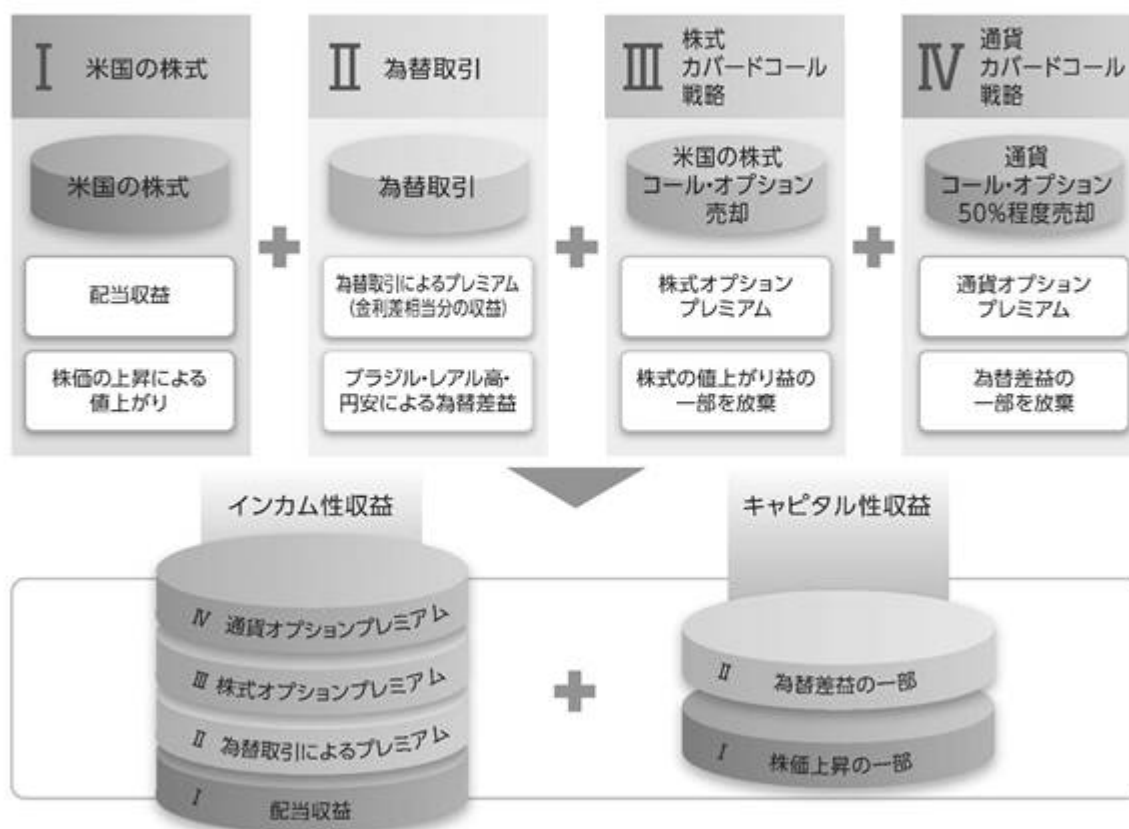 I 米国の株式
II 為替取引
III 株式
カバードコール
戦略
IV 通貨
カバードコール
戦略
米国の株式
為替取引
米国の株式
コール・オプション
売却
通貨
コール・オプション
50%程度売却
配当収益
為替取引によるプレミアム
(金利差相当分の収益)
株式オプション
プレミアム
通貨オプション
プレミアム
株価の上昇による
値上がり
ブラジル・レアル高・
円安による為替差益
株式の値上がり益の
一部を放棄
為替差益の
一部を放棄
インカム性収益
キャピタル性収益
IV 通貨オプションプレミアム
III 株式オプションプレミアム
II 為替取引によるプレミアム
I 配当収益
II 為替差益の一部
I 株価上昇の一部